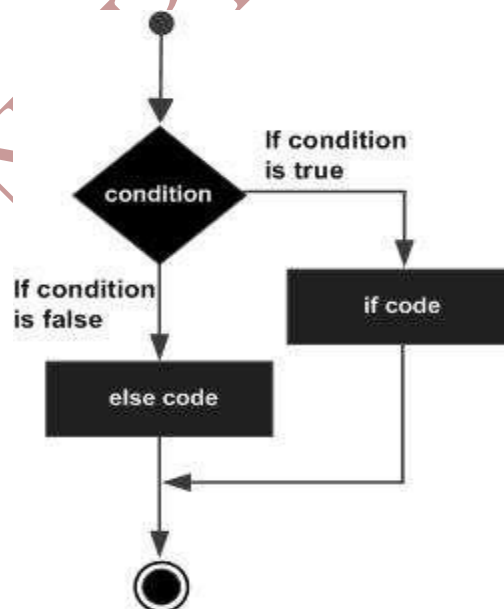 If condition
is true
condition
If condition
is false
if code
else code